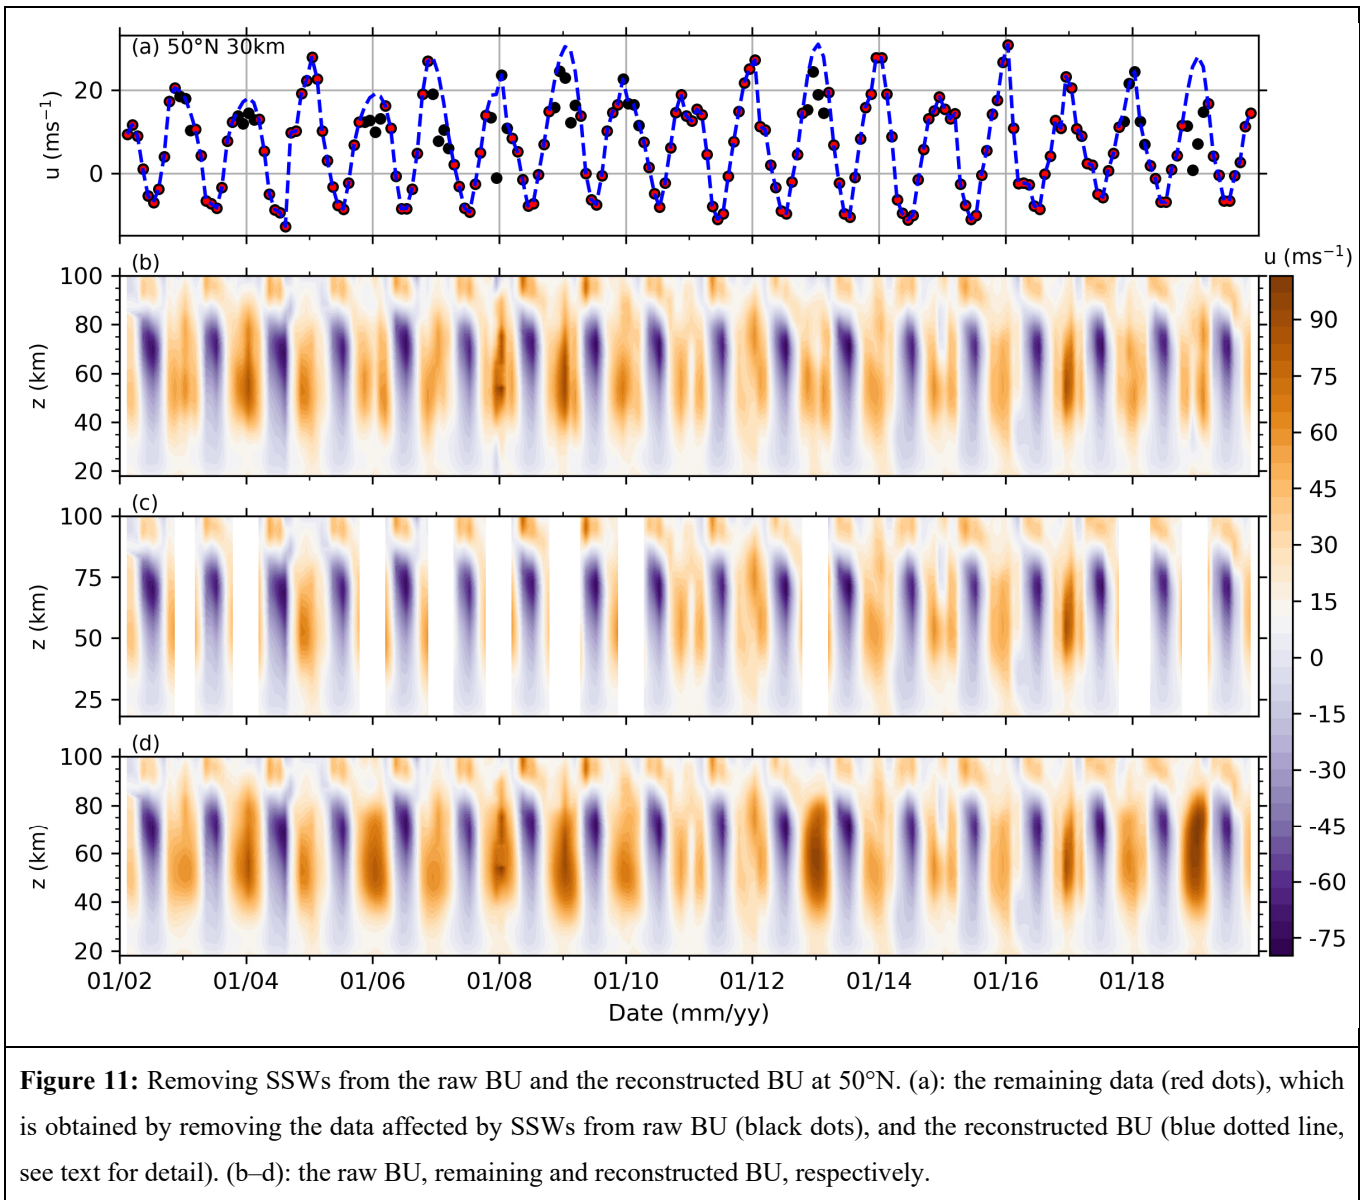 (a) 50°N 30km
20
0
u (ms⁻¹)
(b)
u (ms⁻¹)
100
80
60
40
20
z (km)
(c)
100
75
50
25
z (km)
(d)
100
80
60
40
20
z (km)
90
75
60
45
30
15
0
-15
-30
-45
-60
-75
01/02 01/04 01/06 01/08 01/10 01/12 01/14 01/16 01/18
Date (mm/yy)
Figure 11: Removing SSWs from the raw BU and the reconstructed BU at 50°N. (a): the remaining data (red dots), which
is obtained by removing the data affected by SSWs from raw BU (black dots), and the reconstructed BU (blue dotted line,
see text for detail). (b–d): the raw BU, remaining and reconstructed BU, respectively.